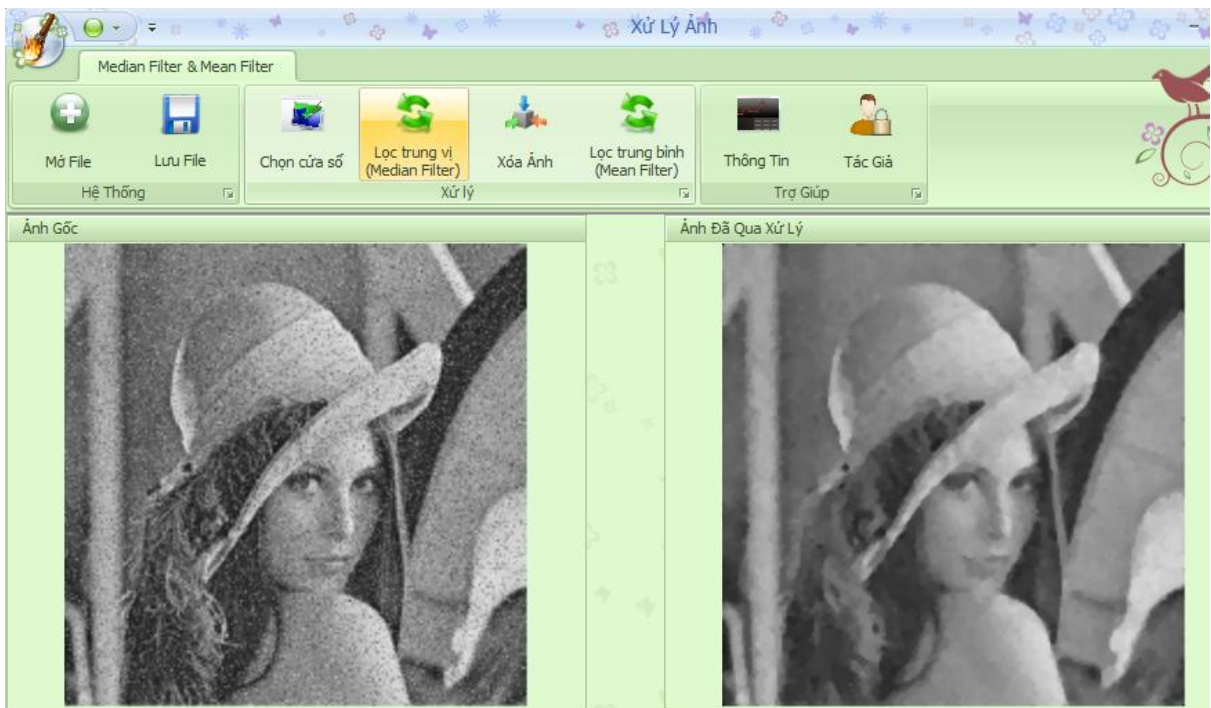 Xử Lý Ảnh
Median Filter & Mean Filter
Mở File
Lưu File
Chọn cửa sổ
Lọc trung vị
(Median Filter)
Xóa Ảnh
Lọc trung bình
(Mean Filter)
Thông Tin
Tác Giả
Hệ Thống
Xử lý
Trợ Giúp
Ảnh Gốc
Ảnh Đã Qua Xử Lý